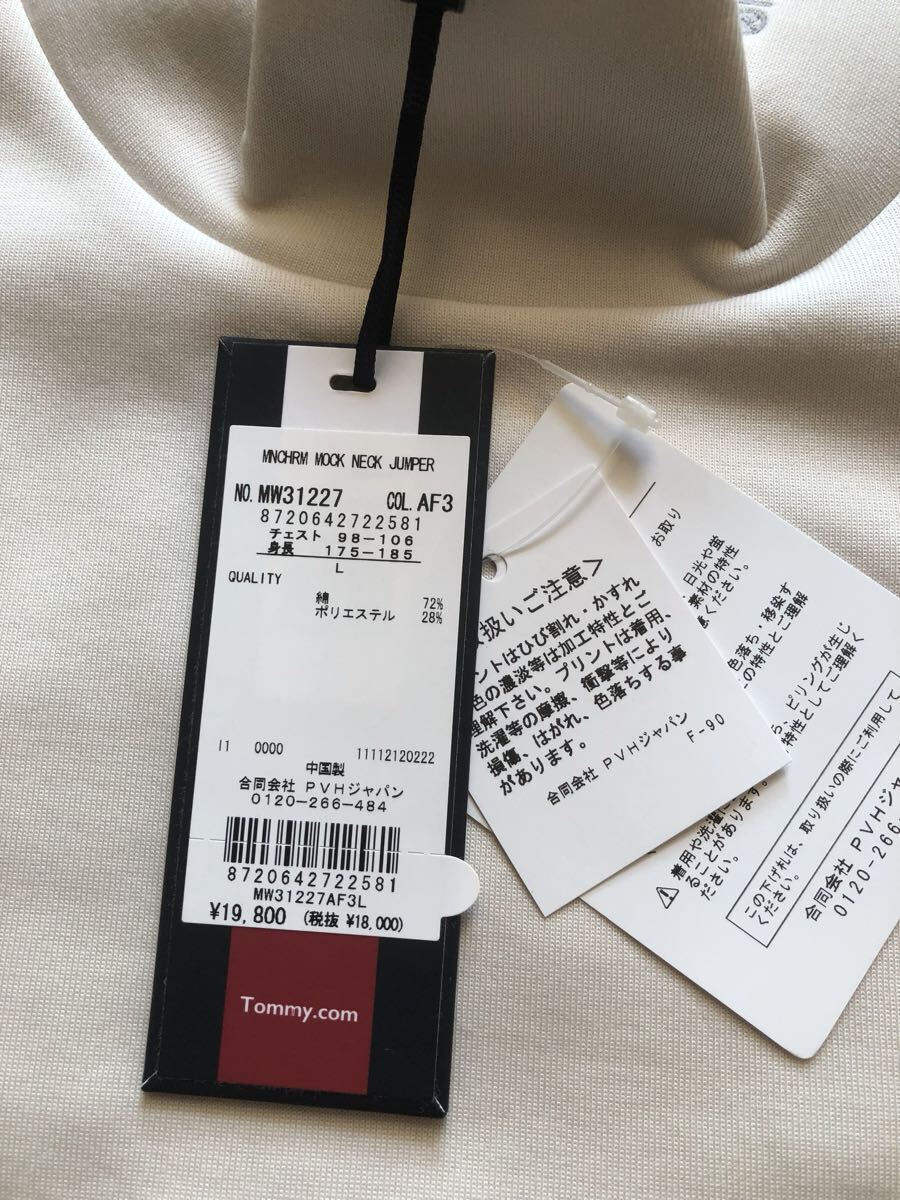 MNCHRM MOCK NECK JUMPER
NO. MW31227 COL. AF3
8720642722581
チェスト 98-106
身長 175-185
L
QUALITY
綿 72%
ポリエステル 28%
11 0000 11112120222
中国製
合同会社 PVHジャパン
0120-266-484
8720642722581
MW31227AF3L
¥19,800 (税抜 ¥18,000)
Tommy.com
扱いご注意>
ントはひび割れ・かすれ
色の濃淡等は加工特性とご
理解下さい。プリントは着用、
洗濯等の摩擦、衝撃等により
損傷、はがれ、色落ちする事
があります。
合同会社 PVHジャパン F-90
お取り
日光や蛍
素材の特性
ください。
色落ち・移染す
の特性とご理解
ピリングが生じ
特性としてご理解
⚠着用や洗濯
ることがあります。
ださい。
この下げ札は、取り扱いの際にご利用して
ください。
合同会社 PVHジャ
0120-266